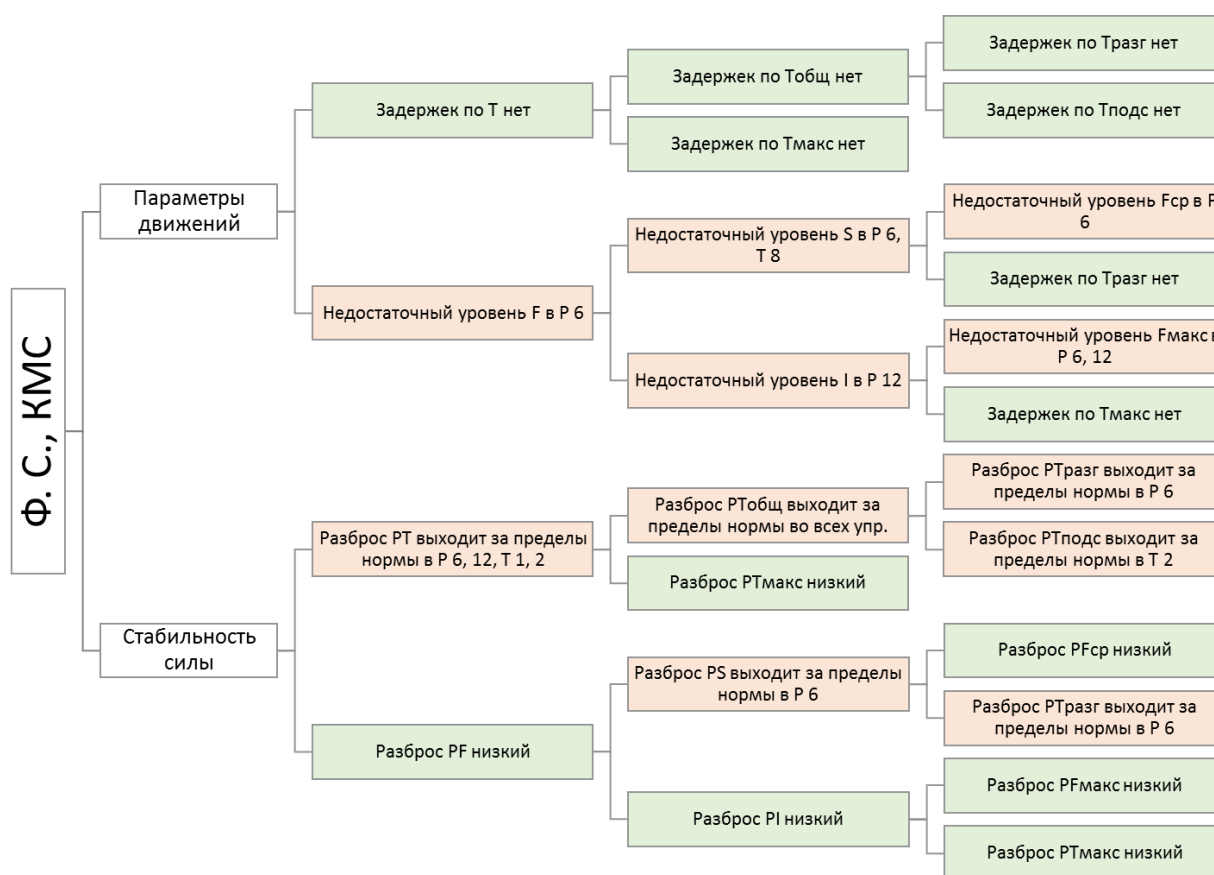 Ф. С., КМС
Параметры
движений
Задержек по Т нет
Задержек по Тобщ нет
Задержек по Тразг нет
Задержек по Тподс нет
Задержек по Тмакс нет
Недостаточный уровень F в Р 6
Недостаточный уровень S в Р 6,
Т 8
Недостаточный уровень Fср в Р
6
Задержек по Тразг нет
Недостаточный уровень I в Р 12
Недостаточный уровень Fмакс в
Р 6, 12
Задержек по Тмакс нет
Стабильность
силы
Разброс РТ выходит за пределы
нормы в Р 6, 12, Т 1, 2
Разброс РТобщ выходит за
пределы нормы во всех упр.
Разброс РТразг выходит за
пределы нормы в Р 6
Разброс РТподс выходит за
пределы нормы в Т 2
Разброс РТмакс низкий
Разброс PF низкий
Разброс PS выходит за пределы
нормы в Р 6
Разброс PFср низкий
Разброс РТразг выходит за
пределы нормы в Р 6
Разброс PI низкий
Разброс PFмакс низкий
Разброс РТмакс низкий